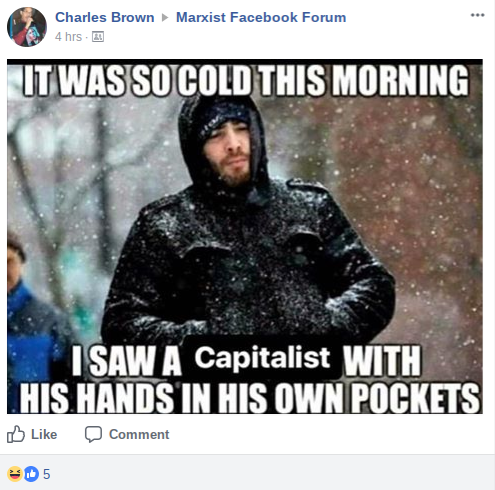 Charles Brown ▸ Marxist Facebook Forum
4 hrs ·
IT WAS SO COLD THIS MORNING
I SAW A Capitalist WITH
HIS HANDS IN HIS OWN POCKETS
Like Comment
5